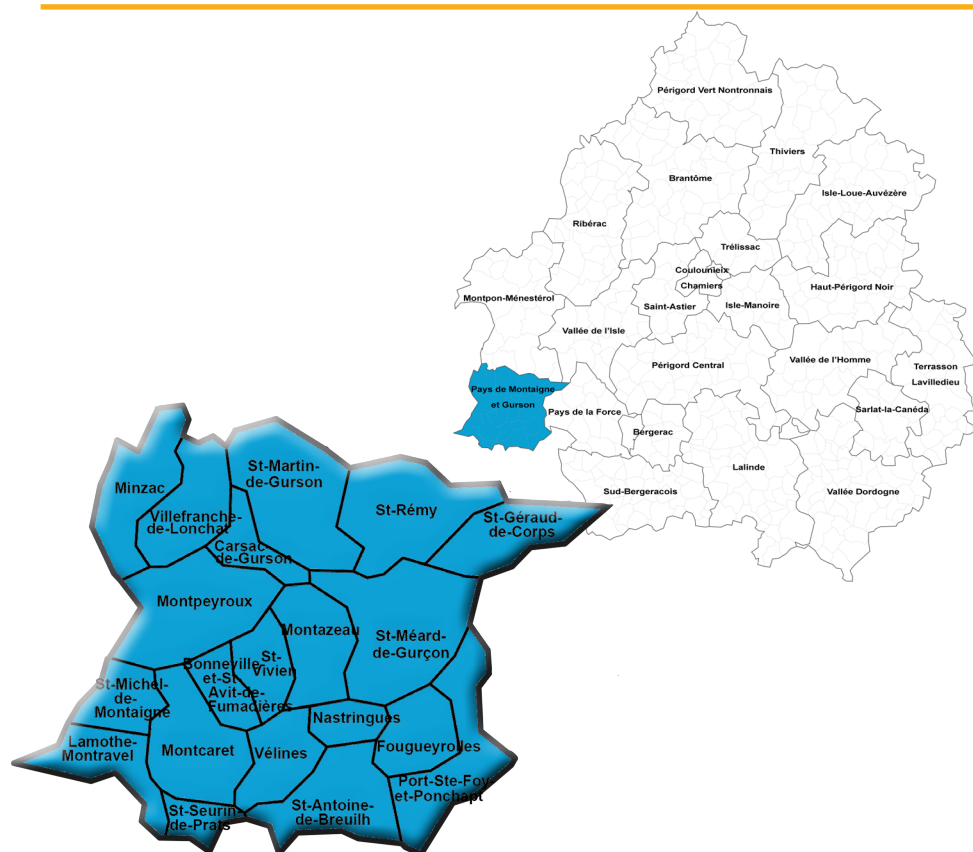 Périgord Vert Nontronnais
Thiviers
Brantôme
Isle-Loue-Auvézère
Ribérac
Trélissac
Coulounieix
Chamiers
Haut-Périgord Noir
Montpon-Ménestérol
Saint-Astier
Isle-Manoire
Vallée de l'Isle
Vallée de l'Homme
Périgord Central
Terrasson
Lavilledieu
Pays de Montaigne
et Gurson
Pays de la Force
Sarlat-la-Canéda
Bergerac
Lalinde
Sud-Bergeracois
Vallée Dordogne
Minzac
St-Martin-
de-Gurson
Villefranche-
de-Lonchat
St-Rémy
St-Géraud-
de-Corps
Carsac-
de-Gurson
Montpeyroux
Montazeau
St-Méard-
de-Gurçon
Bonneville-
et-St-
Avit-de-
Fumadières
St-
Vivien
St-Michel-
de-
Montaigne
Nastringues
Lamothe-
Montravel
Montcaret
Vélines
Fougueyrolles
Port-Ste-Foy-
et-Ponchapt
St-Seurin-
de-Prats
St-Antoine-
de-Breuilh